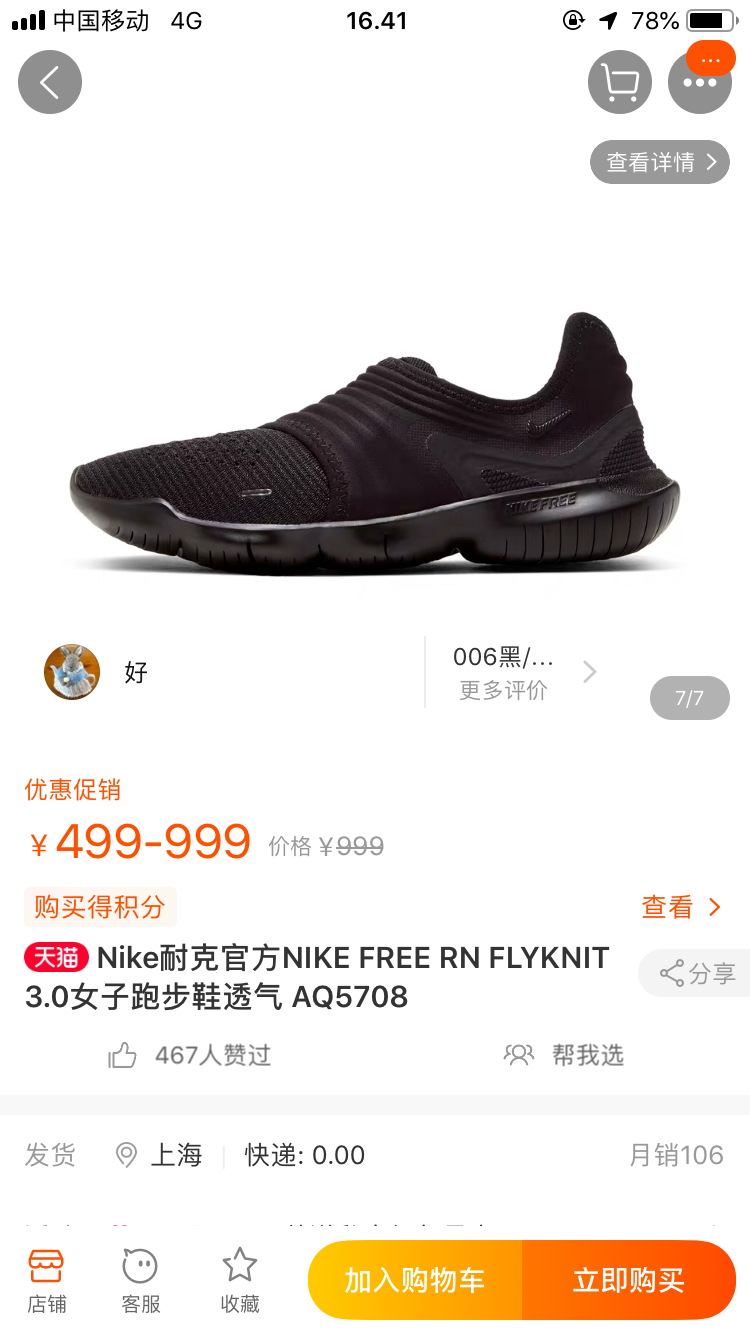 中国移动 4G 16.41 78%
...
查看详情
NIKE FREE
好
006黑/...
更多评价
7/7
优惠促销
¥499-999 价格 ¥999
购买得积分 查看
天猫 Nike耐克官方NIKE FREE RN FLYKNIT
3.0女子跑步鞋透气 AQ5708
分享
467人赞过 帮我选
发货 上海 快递: 0.00 月销106
店铺 客服 收藏 加入购物车 立即购买